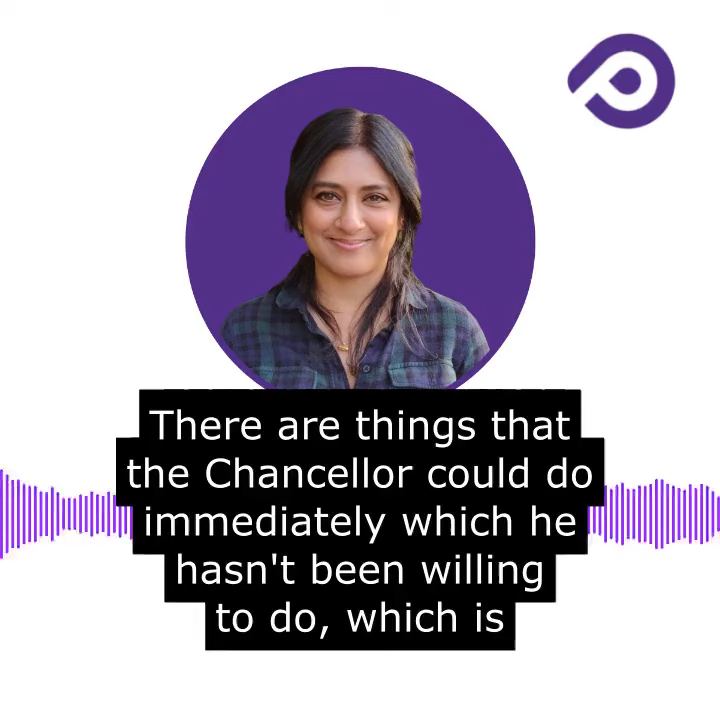 There are things that
the Chancellor could do
immediately which he
hasn't been willing
to do, which is